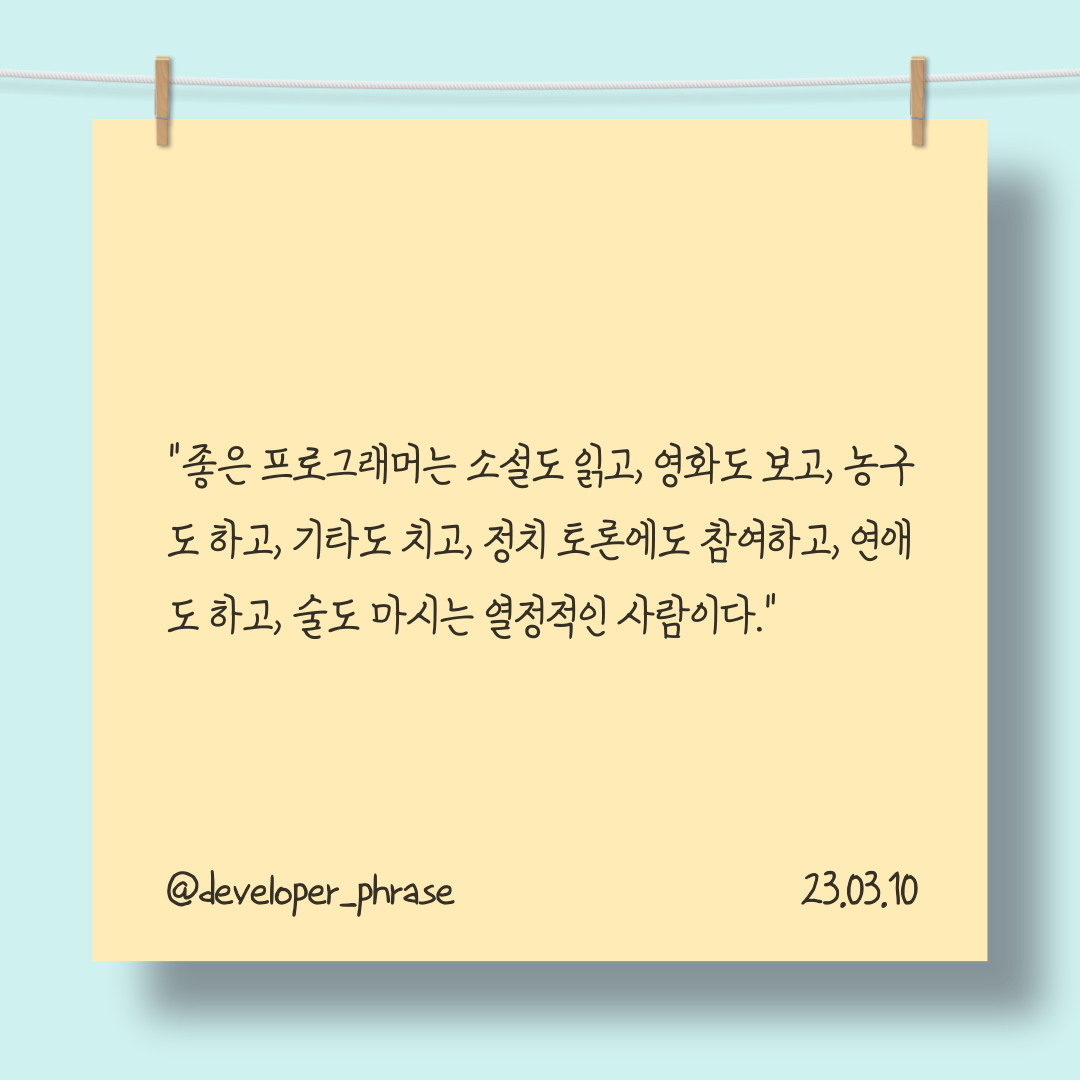 "좋은 프로그래머는 소설도 읽고, 영화도 보고, 농구
도 하고, 기타도 치고, 정치 토론에도 참여하고, 연애
도 하고, 술도 마시는 열정적인 사람이다."
@developer_phrase 23.03.10